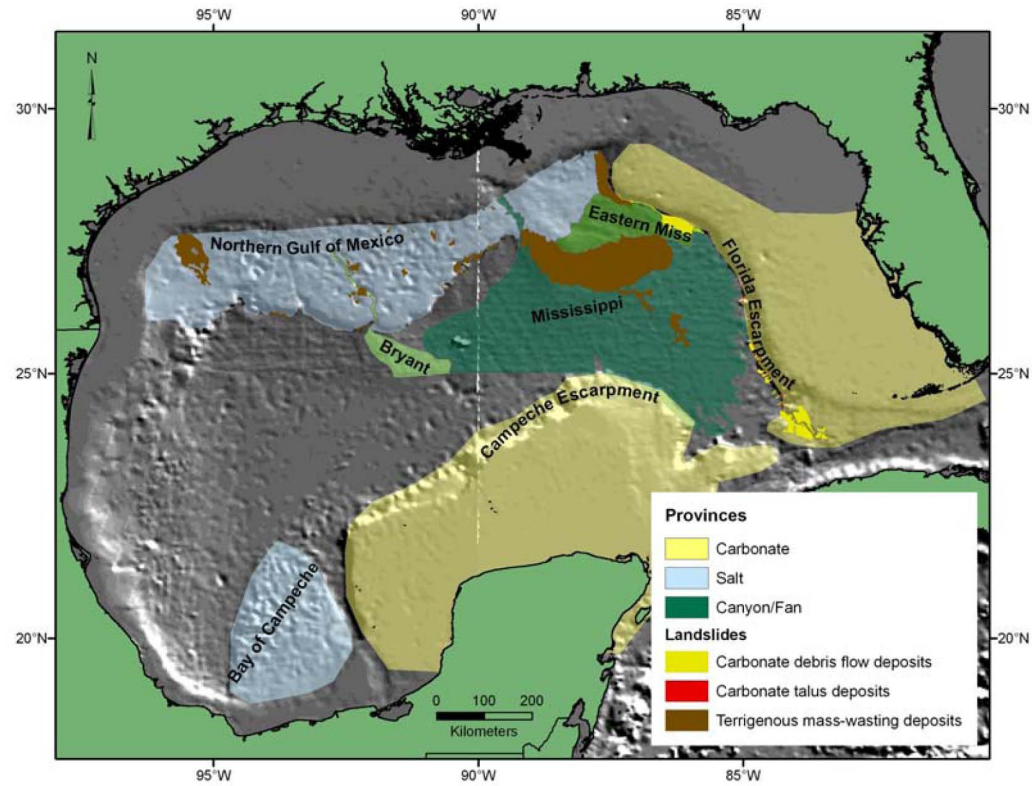 95°W 90°W 85°W
N
30°N 30°N
Eastern Miss
Northern Gulf of Mexico
Florida Escarpment
Mississippi
Bryant
25°N 25°N
Campeche Escarpment
Bay of Campeche
20°N 20°N
0 100 200
Kilometers
Provinces
Carbonate
Salt
Canyon/Fan
Landslides
Carbonate debris flow deposits
Carbonate talus deposits
Terrigenous mass-wasting deposits
95°W 90°W 85°W